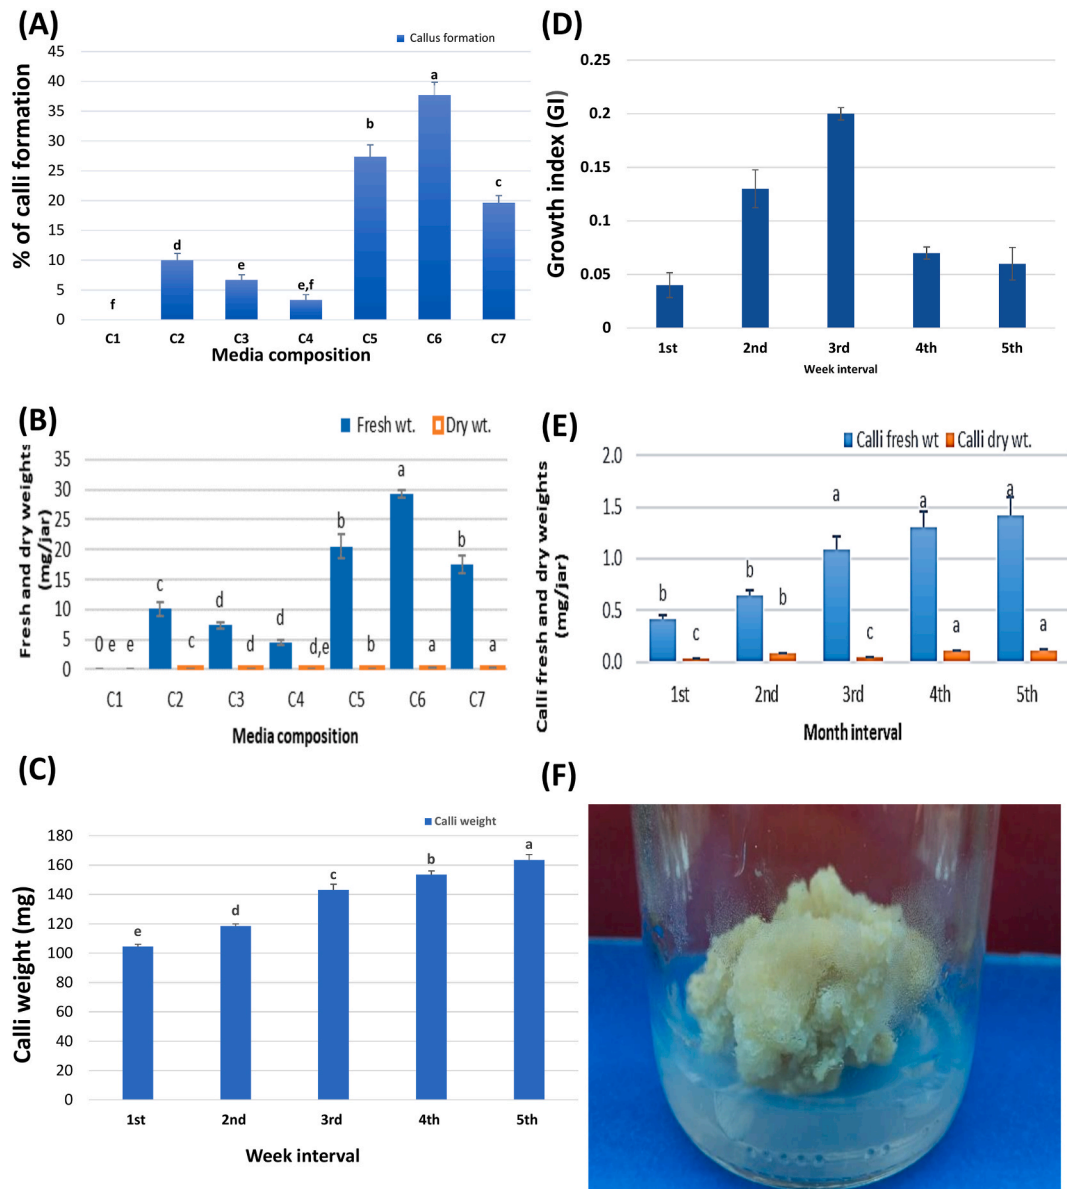 (A)
Callus formation
45
40
35
30
25
20
15
10
5
0
% of calli formation
f
d
e
e,f
b
a
c
C1 C2 C3 C4 C5 C6 C7
Media composition
(D)
0.25
0.2
0.15
0.1
0.05
0
Growth index (GI)
1st 2nd 3rd 4th 5th
Week interval
(B)
Fresh wt. Dry wt.
35
30
25
20
15
10
5
0
Fresh and dry weights
(mg/jar)
0 e e
c c
d d
d d,e
b b
a a
b a
C1 C2 C3 C4 C5 C6 C7
Media composition
(E)
Calli fresh wt Calli dry wt.
2.0
1.5
1.0
0.5
0.0
Calli fresh and dry weights
(mg/jar)
b c
b b
a c
a a
a a
1st 2nd 3rd 4th 5th
Month interval
(C)
Calli weight
180
160
140
120
100
80
60
40
20
0
Calli weight (mg)
e
d
c
b
a
1st 2nd 3rd 4th 5th
Week interval
(F)